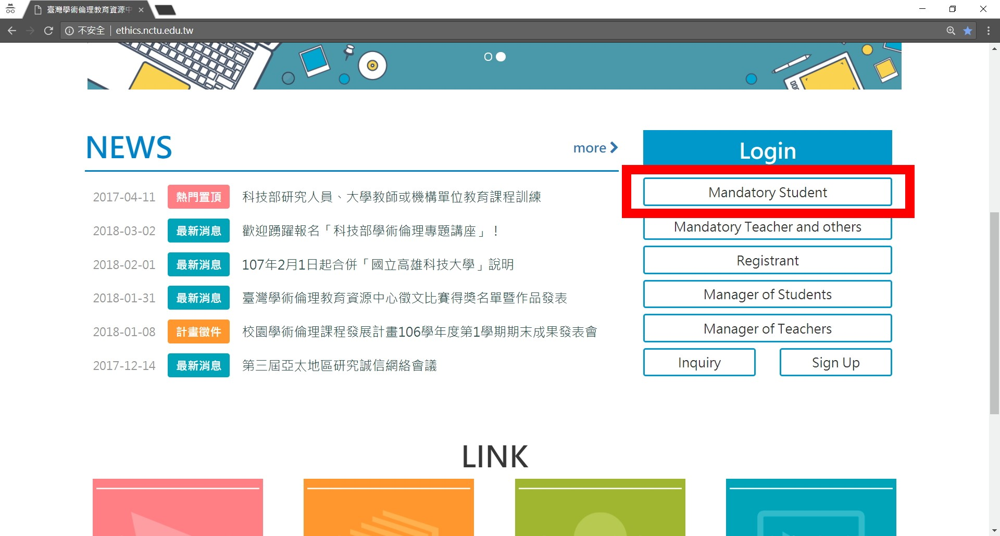 臺灣學術倫理教育資源中
不安全 | ethics.nctu.edu.tw
NEWS
more
2017-04-11 熱門置頂 科技部研究人員、大學教師或機構單位教育課程訓練
2018-03-02 最新消息 歡迎踴躍報名「科技部學術倫理專題講座」！
2018-02-01 最新消息 107年2月1日起合併「國立高雄科技大學」說明
2018-01-31 最新消息 臺灣學術倫理教育資源中心徵文比賽得獎名單暨作品發表
2018-01-08 計畫徵件 校園學術倫理課程發展計畫106學年度第1學期期末成果發表會
2017-12-14 最新消息 第三屆亞太地區研究誠信網絡會議
Login
Mandatory Student
Mandatory Teacher and others
Registrant
Manager of Students
Manager of Teachers
Inquiry Sign Up
LINK